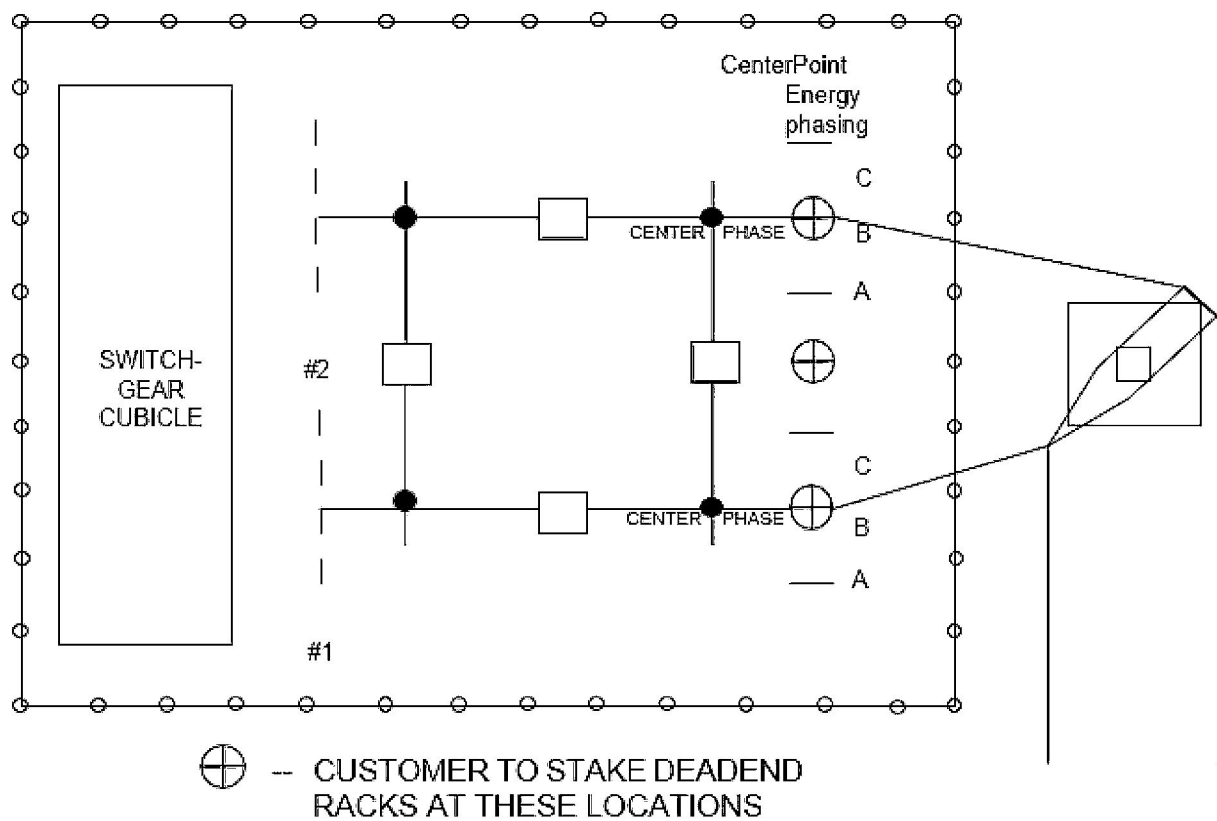 CenterPoint
Energy
phasing
C
CENTER PHASE
B
A
SWITCH-
GEAR
CUBICLE
#2
C
CENTER PHASE
B
A
#1
-- CUSTOMER TO STAKE DEADEND
RACKS AT THESE LOCATIONS